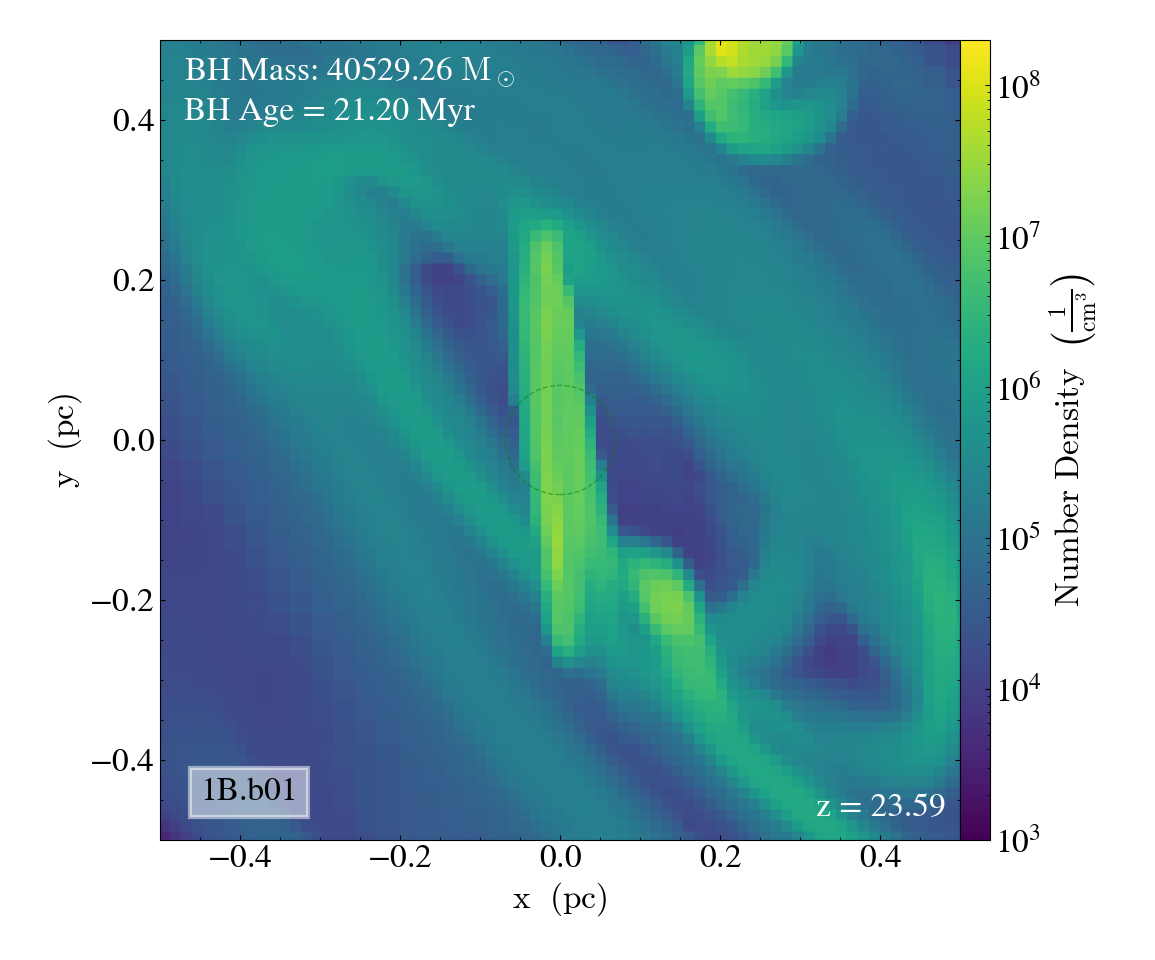 BH Mass: 40529.26 M⊙
BH Age = 21.20 Myr
0.4
0.2
0.0
−0.2
−0.4
y (pc)
1B.b01
z = 23.59
−0.4 −0.2 0.0 0.2 0.4
x (pc)
10⁸
10⁷
10⁶
10⁵
10⁴
10³
Number Density (1/cm³)